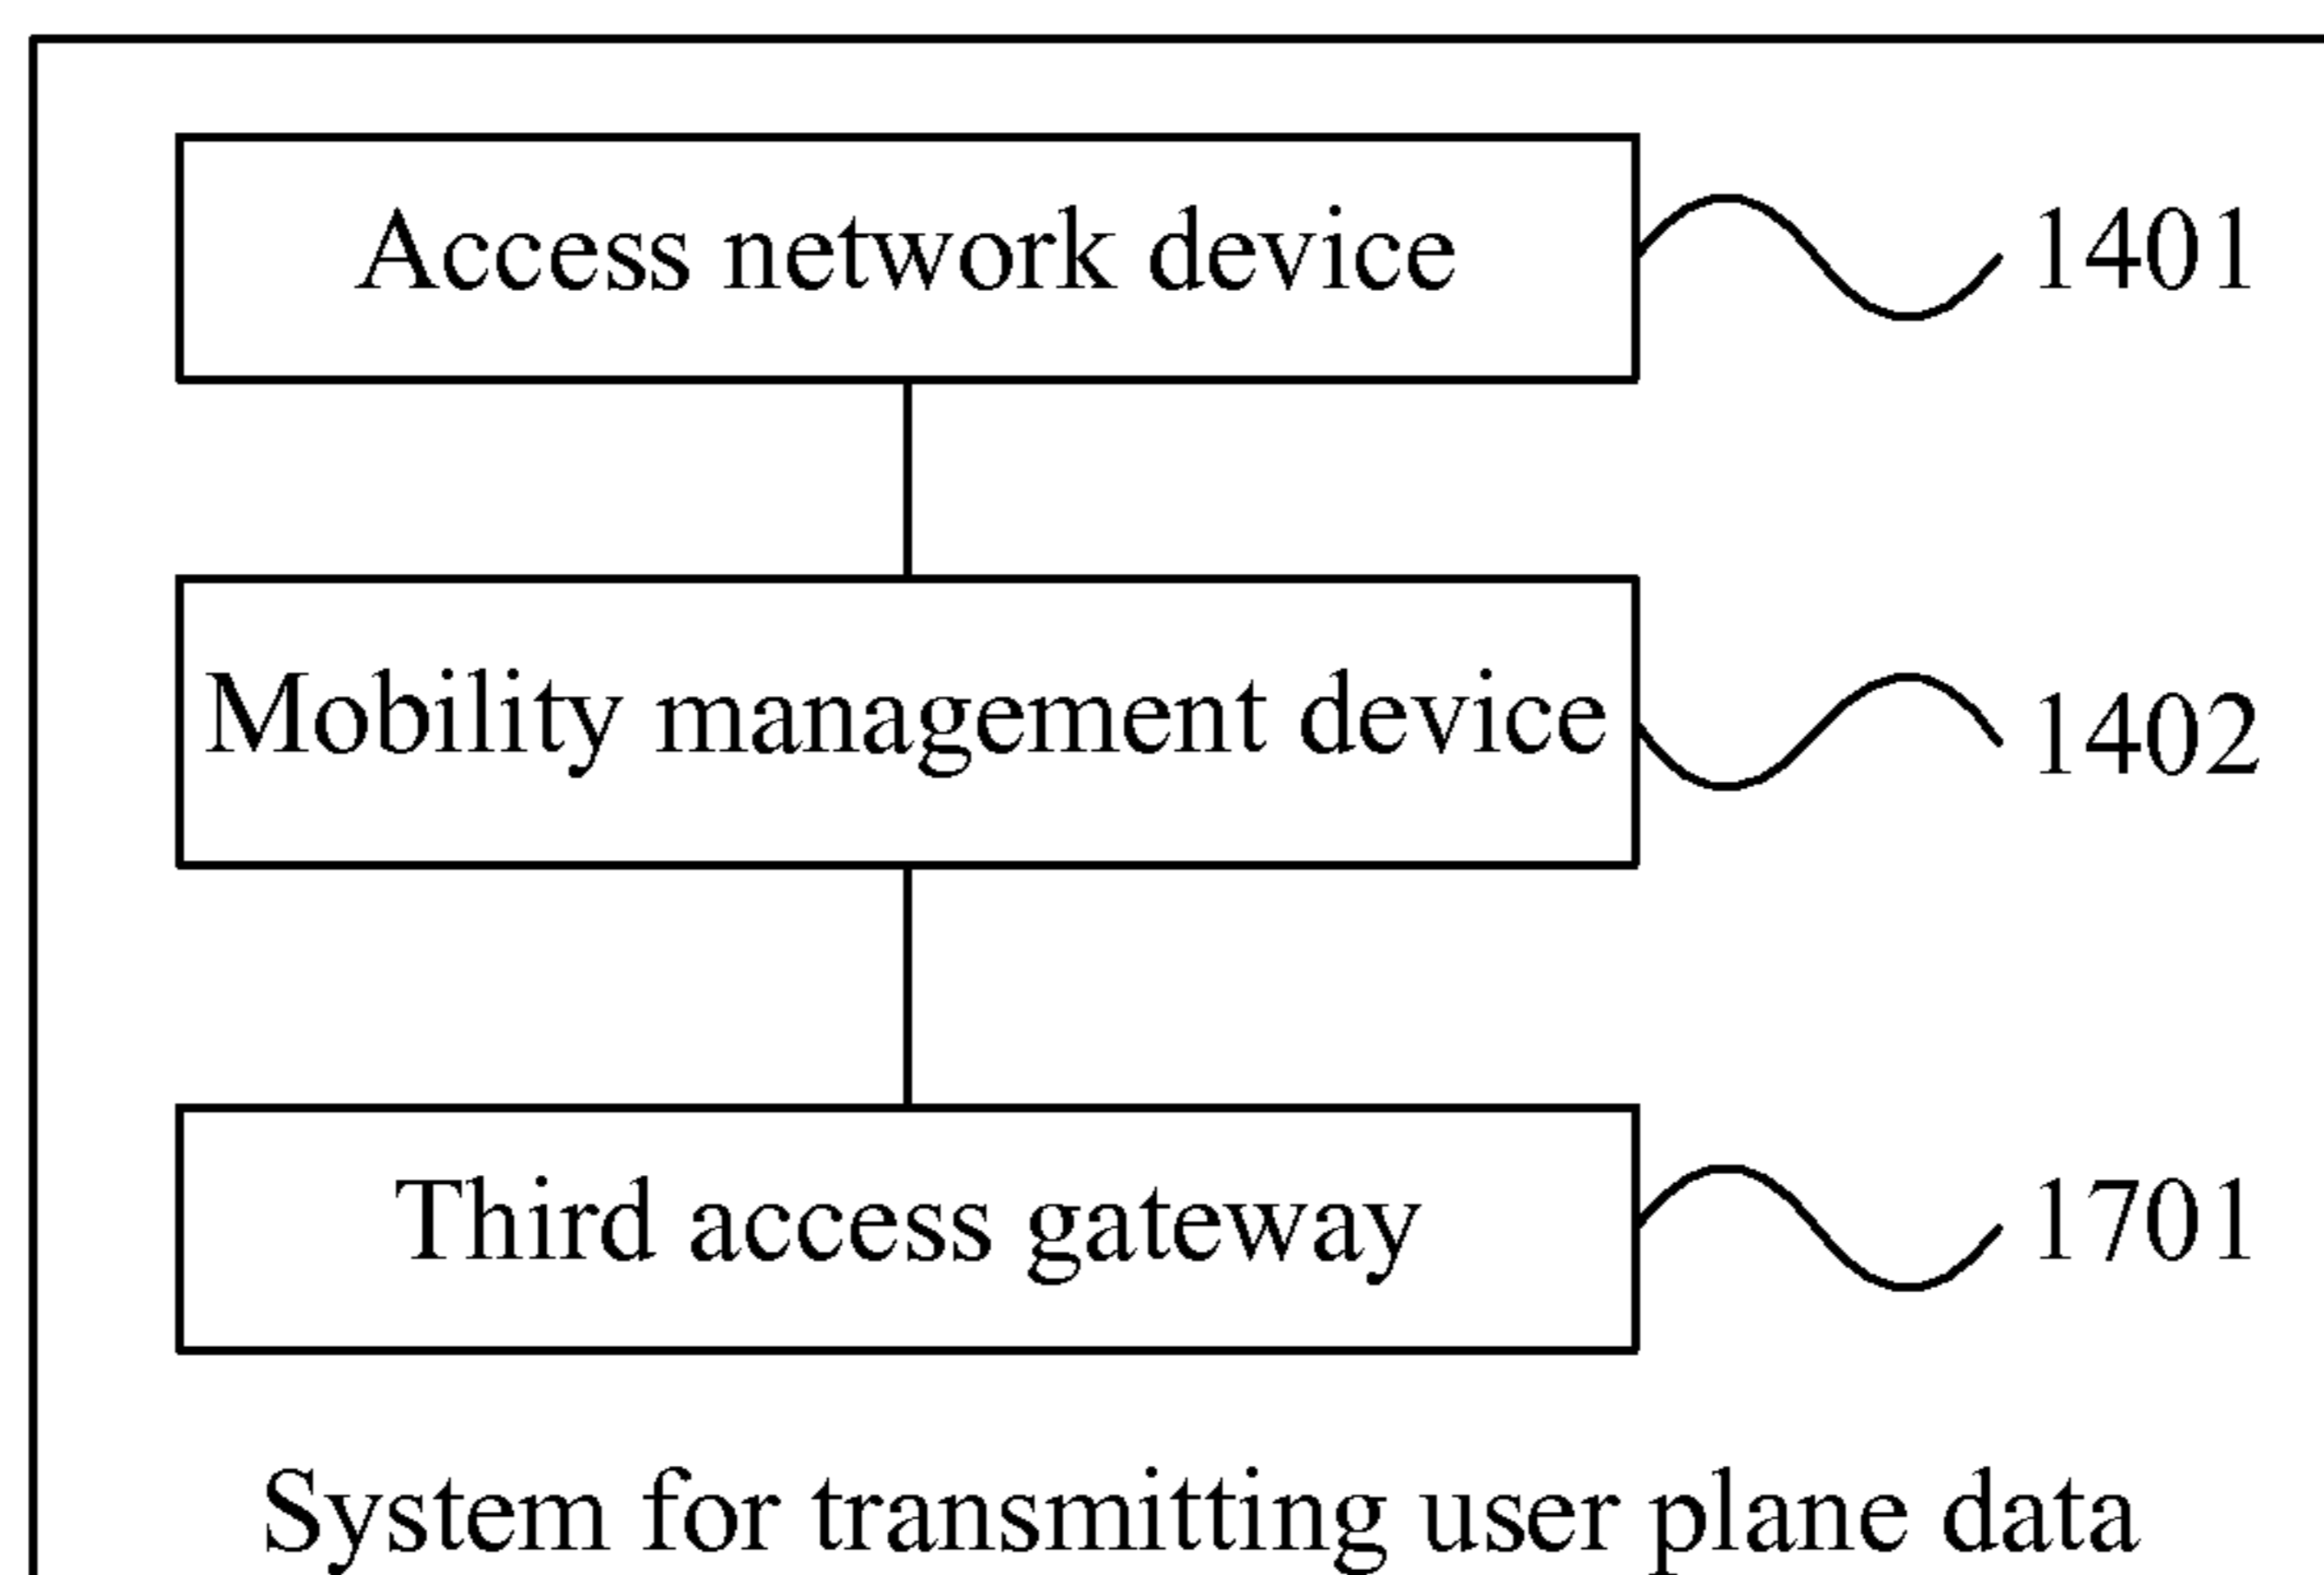 Access network device 1401
Mobility management device 1402
Third access gateway 1701
System for transmitting user plane data